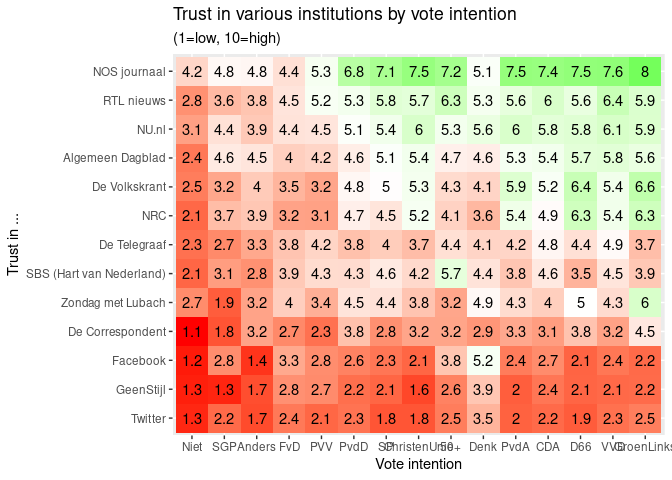 Trust in various institutions by vote intention
(1=low, 10=high)
Trust in ...
NOS journaal 4.2 4.8 4.8 4.4 5.3 6.8 7.1 7.5 7.2 5.1 7.5 7.4 7.5 7.6 8
RTL nieuws 2.8 3.6 3.8 4.5 5.2 5.3 5.8 5.7 6.3 5.3 5.6 6 5.6 6.4 5.9
NU.nl 3.1 4.4 3.9 4.4 4.5 5.1 5.4 6 5.3 5.6 6 5.8 5.8 6.1 5.9
Algemeen Dagblad 2.4 4.6 4.5 4 4.2 4.6 5.1 5.4 4.7 4.6 5.3 5.4 5.7 5.8 5.6
De Volkskrant 2.5 3.2 4 3.5 3.2 4.8 5 5.3 4.3 4.1 5.9 5.2 6.4 5.4 6.6
NRC 2.1 3.7 3.9 3.2 3.1 4.7 4.5 5.2 4.1 3.6 5.4 4.9 6.3 5.4 6.3
De Telegraaf 2.3 2.7 3.3 3.8 4.2 3.8 4 3.7 4.4 4.1 4.2 4.8 4.4 4.9 3.7
SBS (Hart van Nederland) 2.1 3.1 2.8 3.9 4.3 4.3 4.6 4.2 5.7 4.4 3.8 4.6 3.5 4.5 3.9
Zondag met Lubach 2.7 1.9 3.2 4 3.4 4.5 4.4 3.8 3.2 4.9 4.3 4 5 4.3 6
De Correspondent 1.1 1.8 3.2 2.7 2.3 3.8 2.8 3.2 3.2 2.9 3.3 3.1 3.8 3.2 4.5
Facebook 1.2 2.8 1.4 3.3 2.8 2.6 2.3 2.1 3.8 5.2 2.4 2.7 2.1 2.4 2.2
GeenStijl 1.3 1.3 1.7 2.8 2.7 2.2 2.1 1.6 2.6 3.9 2 2.4 2.1 2.1 2.2
Twitter 1.3 2.2 1.7 2.4 2.1 2.3 1.8 1.8 2.5 3.5 2 2.2 1.9 2.3 2.5
Niet SGP Anders FvD PVV PvdD SP ChristenUnie 50+ Denk PvdA CDA D66 VVD GroenLinks
Vote intention